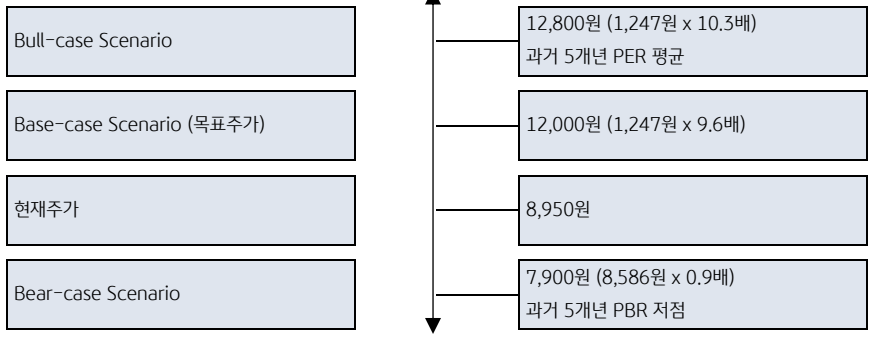 Bull-case Scenario
12,800원 (1,247원 x 10.3배)
과거 5개년 PER 평균
Base-case Scenario (목표주가)
12,000원 (1,247원 x 9.6배)
현재주가
8,950원
Bear-case Scenario
7,900원 (8,586원 x 0.9배)
과거 5개년 PBR 저점